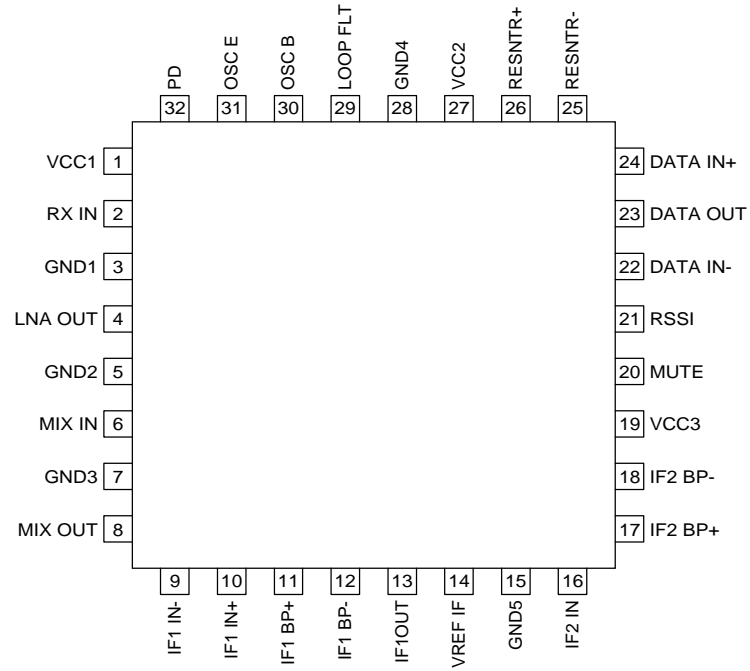 PD
OSC E
OSC B
LOOP FLT
GND4
VCC2
RESNTR+
RESNTR-
32 31 30 29 28 27 26 25
VCC1 1
24 DATA IN+
RX IN 2
23 DATA OUT
GND1 3
22 DATA IN-
LNA OUT 4
21 RSSI
GND2 5
20 MUTE
MIX IN 6
19 VCC3
GND3 7
18 IF2 BP-
MIX OUT 8
17 IF2 BP+
9 10 11 12 13 14 15 16
IF1 IN-
IF1 IN+
IF1 BP+
IF1 BP-
IF1OUT
VREF IF
GND5
IF2 IN